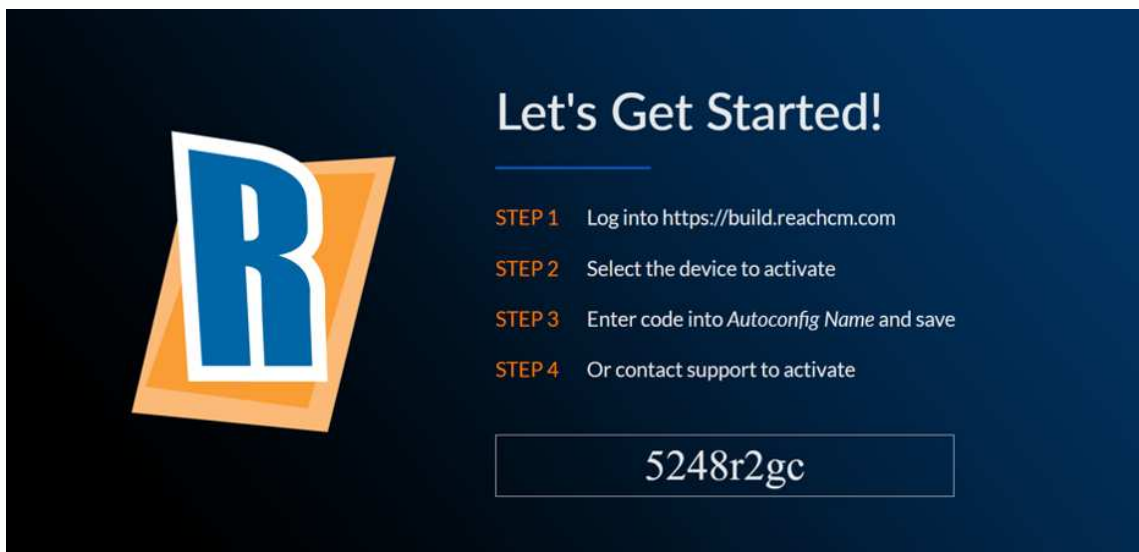 R
Let's Get Started!
STEP 1 Log into https://build.reachcm.com
STEP 2 Select the device to activate
STEP 3 Enter code into Autoconfig Name and save
STEP 4 Or contact support to activate
5248r2gc